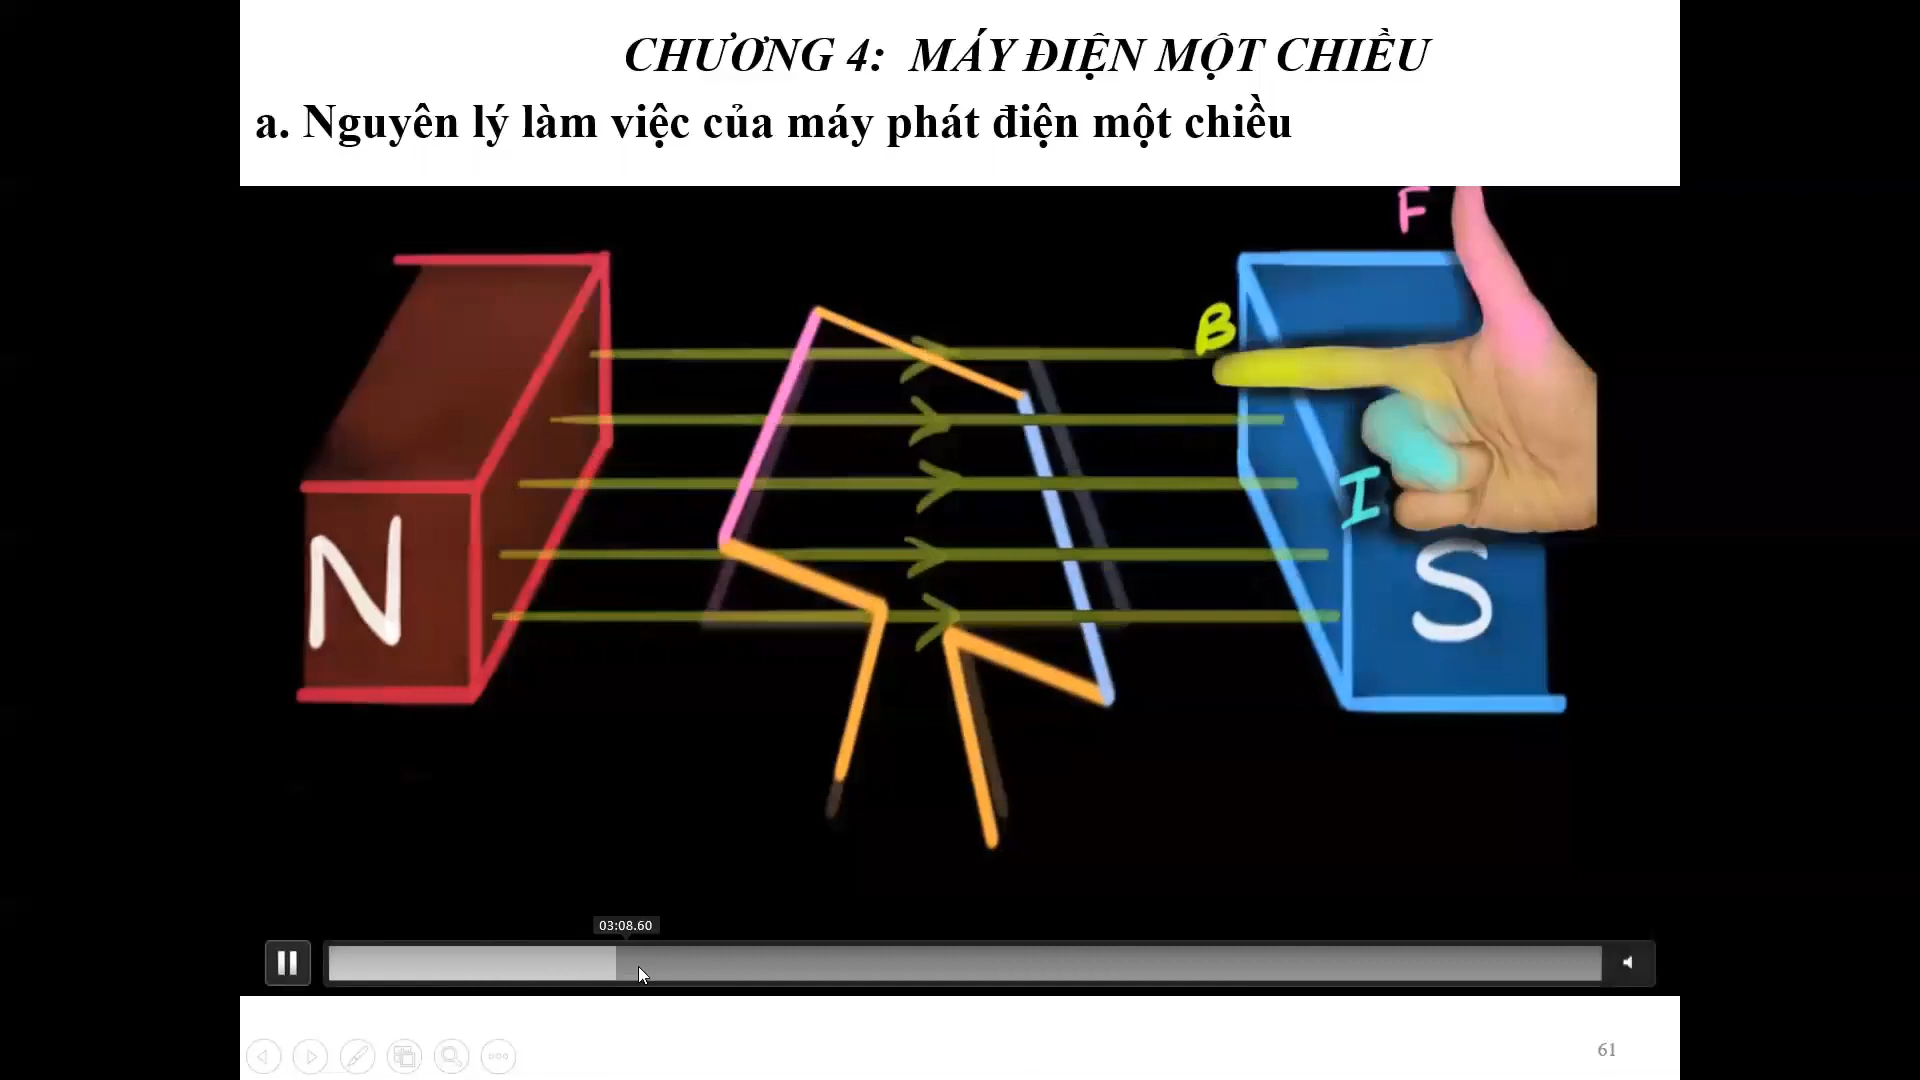 CHƯƠNG 4: MÁY ĐIỆN MỘT CHIỀU
a. Nguyên lý làm việc của máy phát điện một chiều
F
B
I
N
S
03:08.60
61